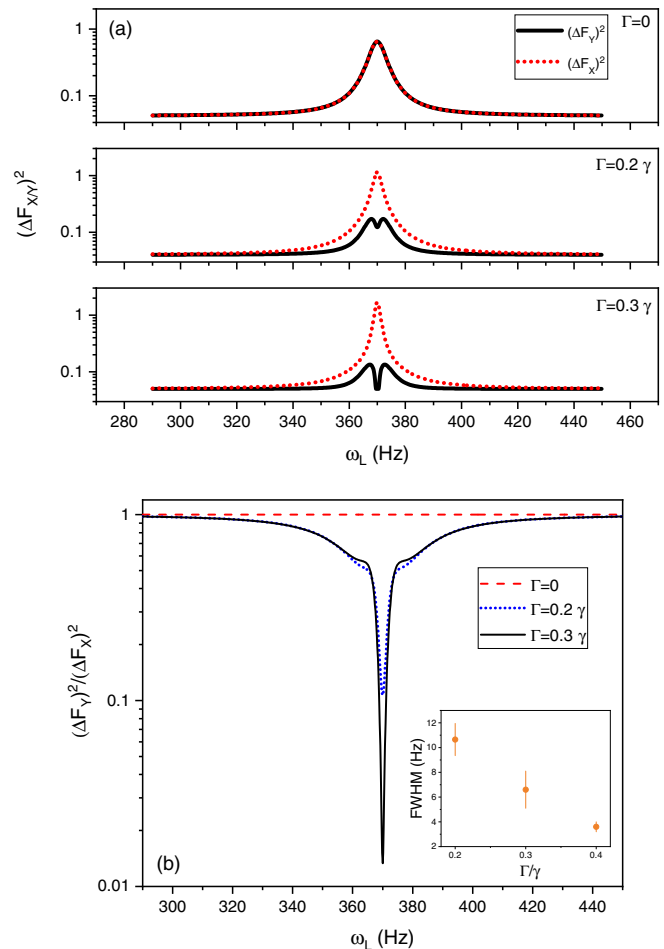 (a)
Γ=0
(ΔF_Y)²
(ΔF_X)²
1
0.1
Γ=0.2 γ
1
0.1
(ΔF_X/Y)²
Γ=0.3 γ
1
0.1
280 300 320 340 360 380 400 420 440 460
ω_L (Hz)
1
0.1
0.01
(ΔF_Y)²/(ΔF_X)²
Γ=0
Γ=0.2 γ
Γ=0.3 γ
12
10
8
6
4
2
FWHM (Hz)
0.2 0.3 0.4
Γ/γ
(b)
300 320 340 360 380 400 420 440
ω_L (Hz)